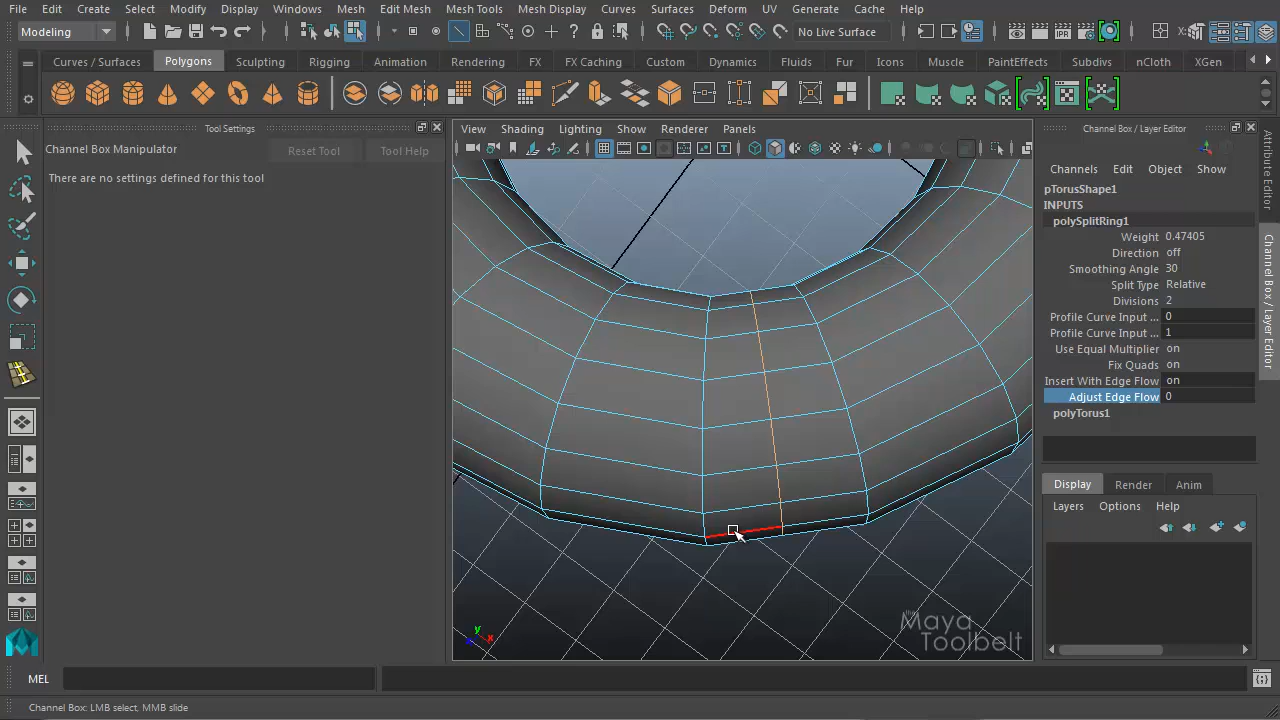 File Edit Create Select Modify Display Windows Mesh Edit Mesh Mesh Tools Mesh Display Curves Surfaces Deform UV Generate Cache Help
Modeling No Live Surface X:
Curves / Surfaces Polygons Sculpting Rigging Animation Rendering FX FX Caching Custom Dynamics Fluids Fur Icons Muscle PaintEffects Subdivs nCloth XGen
Tool Settings
Channel Box Manipulator Reset Tool Tool Help
There are no settings defined for this tool
View Shading Lighting Show Renderer Panels
Channel Box / Layer Editor
Channels Edit Object Show
pTorusShape1
INPUTS
polySplitRing1
Weight 0.47405
Direction off
Smoothing Angle 30
Split Type Relative
Divisions 2
Profile Curve Input ... 0
Profile Curve Input ... 1
Use Equal Multiplier on
Fix Quads on
Insert With Edge Flow on
Adjust Edge Flow 0
polyTorus1
Display Render Anim
Layers Options Help
Attribute Editor
Channel Box / Layer Editor
y
x
z
Maya
Toolbelt
MEL
Channel Box: LMB select, MMB slide